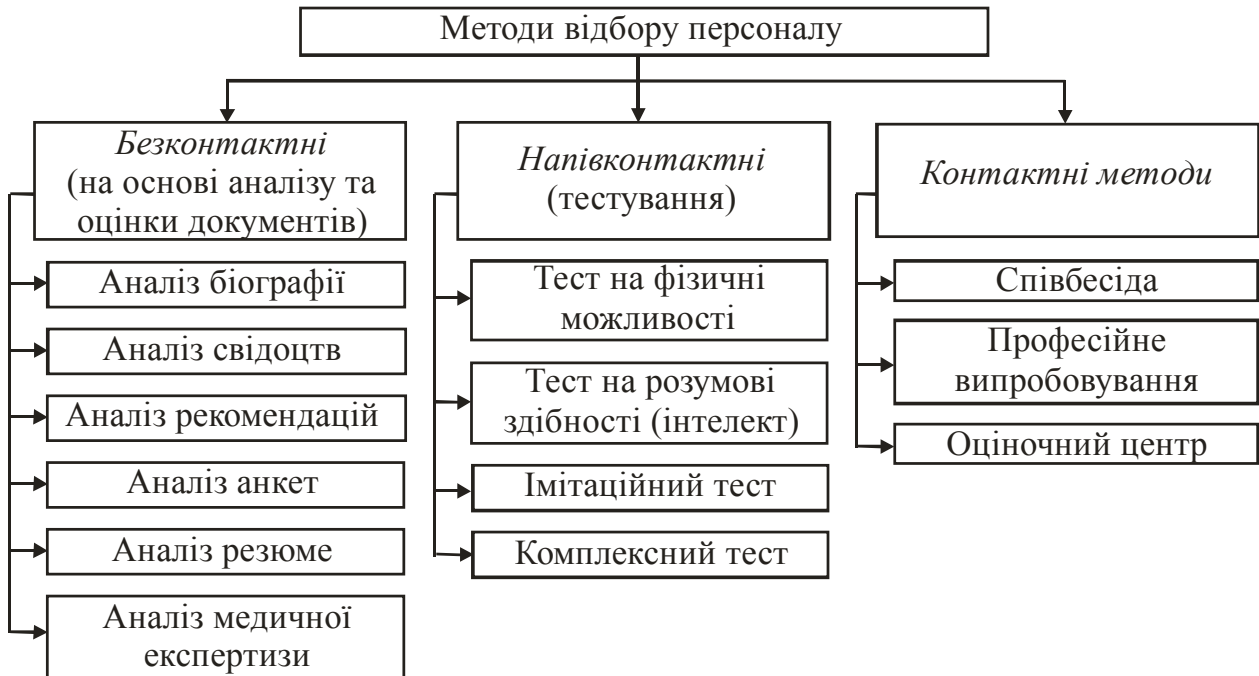 Методи відбору персоналу
Безконтактні
(на основі аналізу та
оцінки документів)
Аналіз біографії
Аналіз свідоцтв
Аналіз рекомендацій
Аналіз анкет
Аналіз резюме
Аналіз медичної
експертизи
Напівконтактні
(тестування)
Тест на фізичні
можливості
Тест на розумові
здібності (інтелект)
Імітаційний тест
Комплексний тест
Контактні методи
Співбесіда
Професійне
випробовування
Оціночний центр